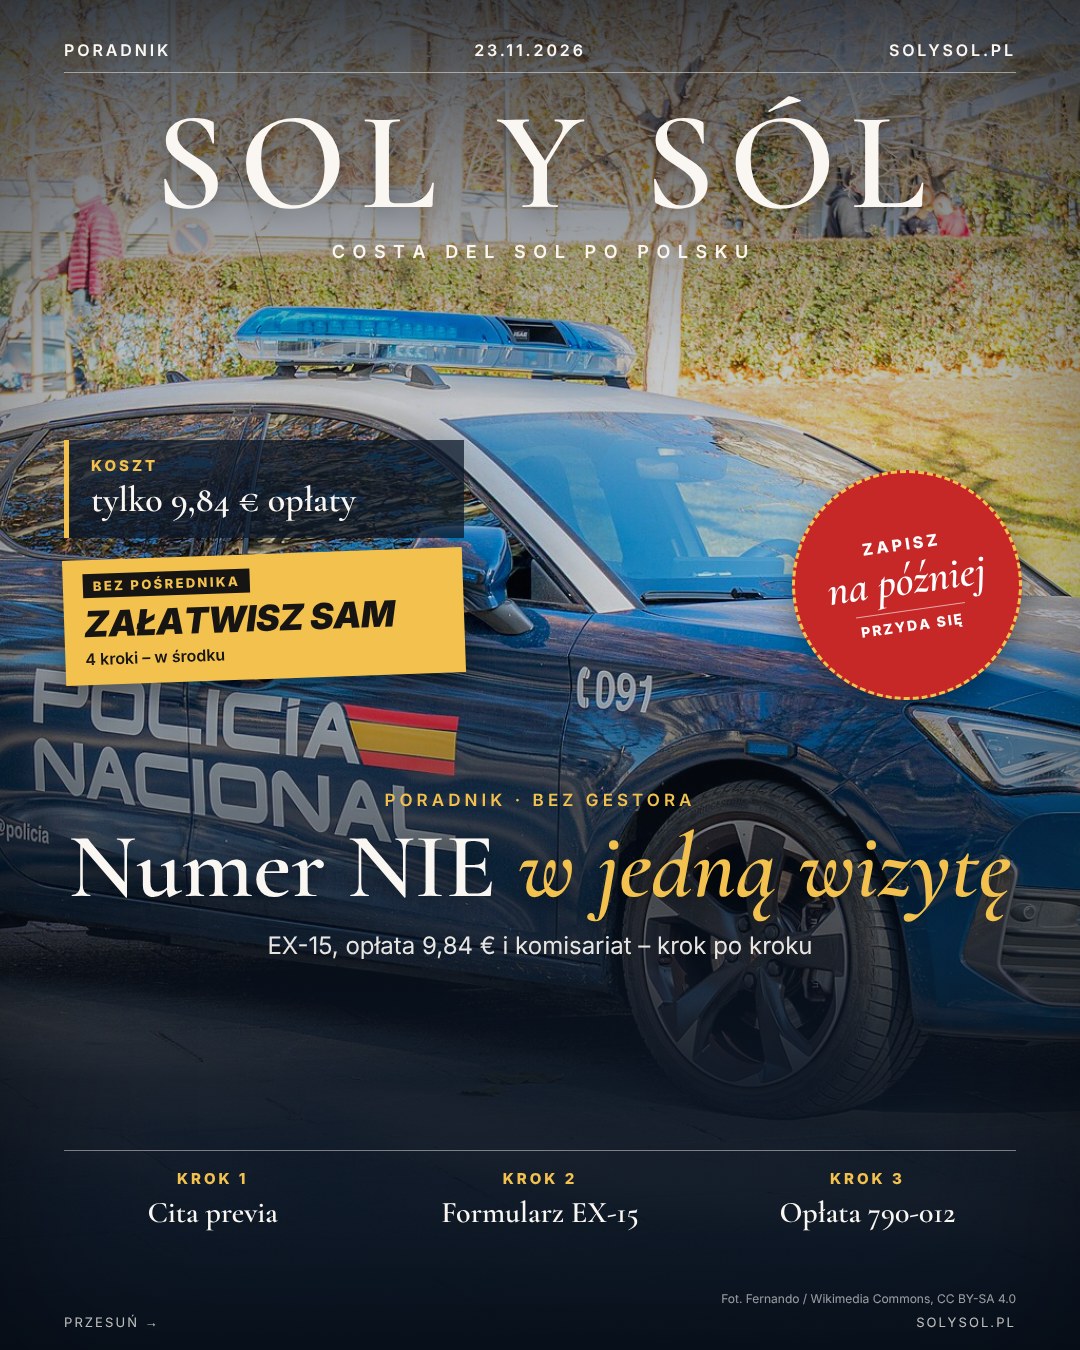 PORADNIK
23.11.2026
SOLYSOL.PL
SOL Y SÓL
COSTA DEL SOL PO POLSKU
KOSZT
tylko 9,84 € opłaty
BEZ POŚREDNIKA
ZAŁATWISZ SAM
4 kroki – w środku
ZAPISZ
na później
PRZYDA SIĘ
091
POLICÍA
NACIONAL
@policia
PORADNIK · BEZ GESTORA
Numer NIE w jedną wizytę
EX-15, opłata 9,84 € i komisariat – krok po kroku
KROK 1
Cita previa
KROK 2
Formularz EX-15
KROK 3
Opłata 790-012
Fot. Fernando / Wikimedia Commons, CC BY-SA 4.0
PRZESUŃ →
SOLYSOL.PL